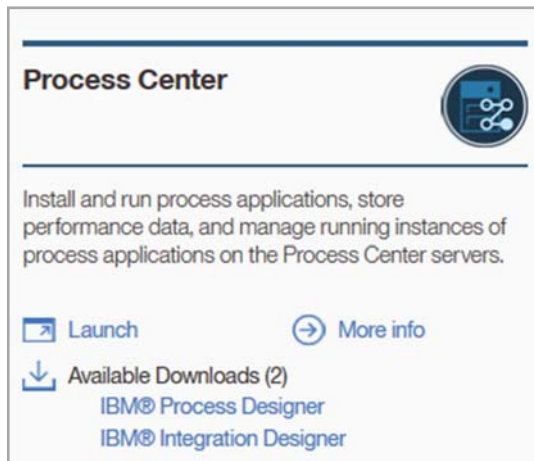 Process Center
Install and run process applications, store
performance data, and manage running instances of
process applications on the Process Center servers.
Launch
More info
Available Downloads (2)
IBM® Process Designer
IBM® Integration Designer